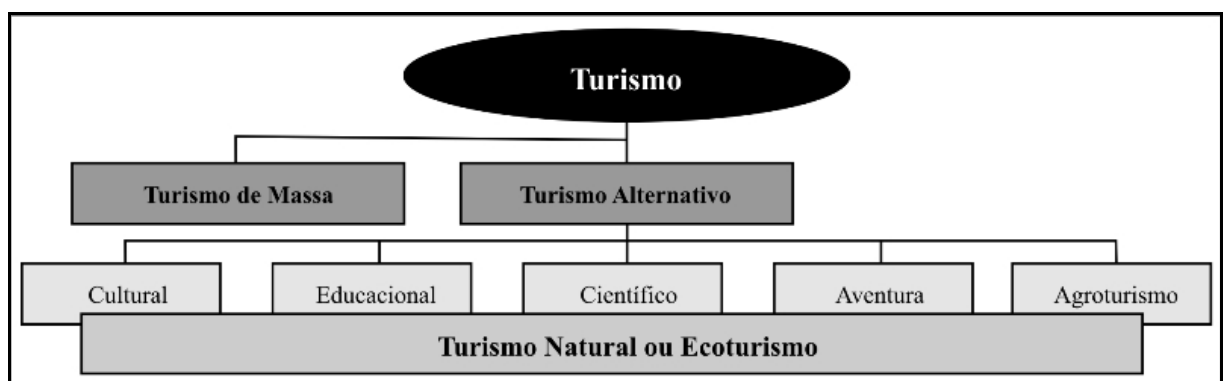 Turismo
Turismo de Massa
Turismo Alternativo
Cultural
Educacional
Científico
Aventura
Agroturismo
Turismo Natural ou Ecoturismo